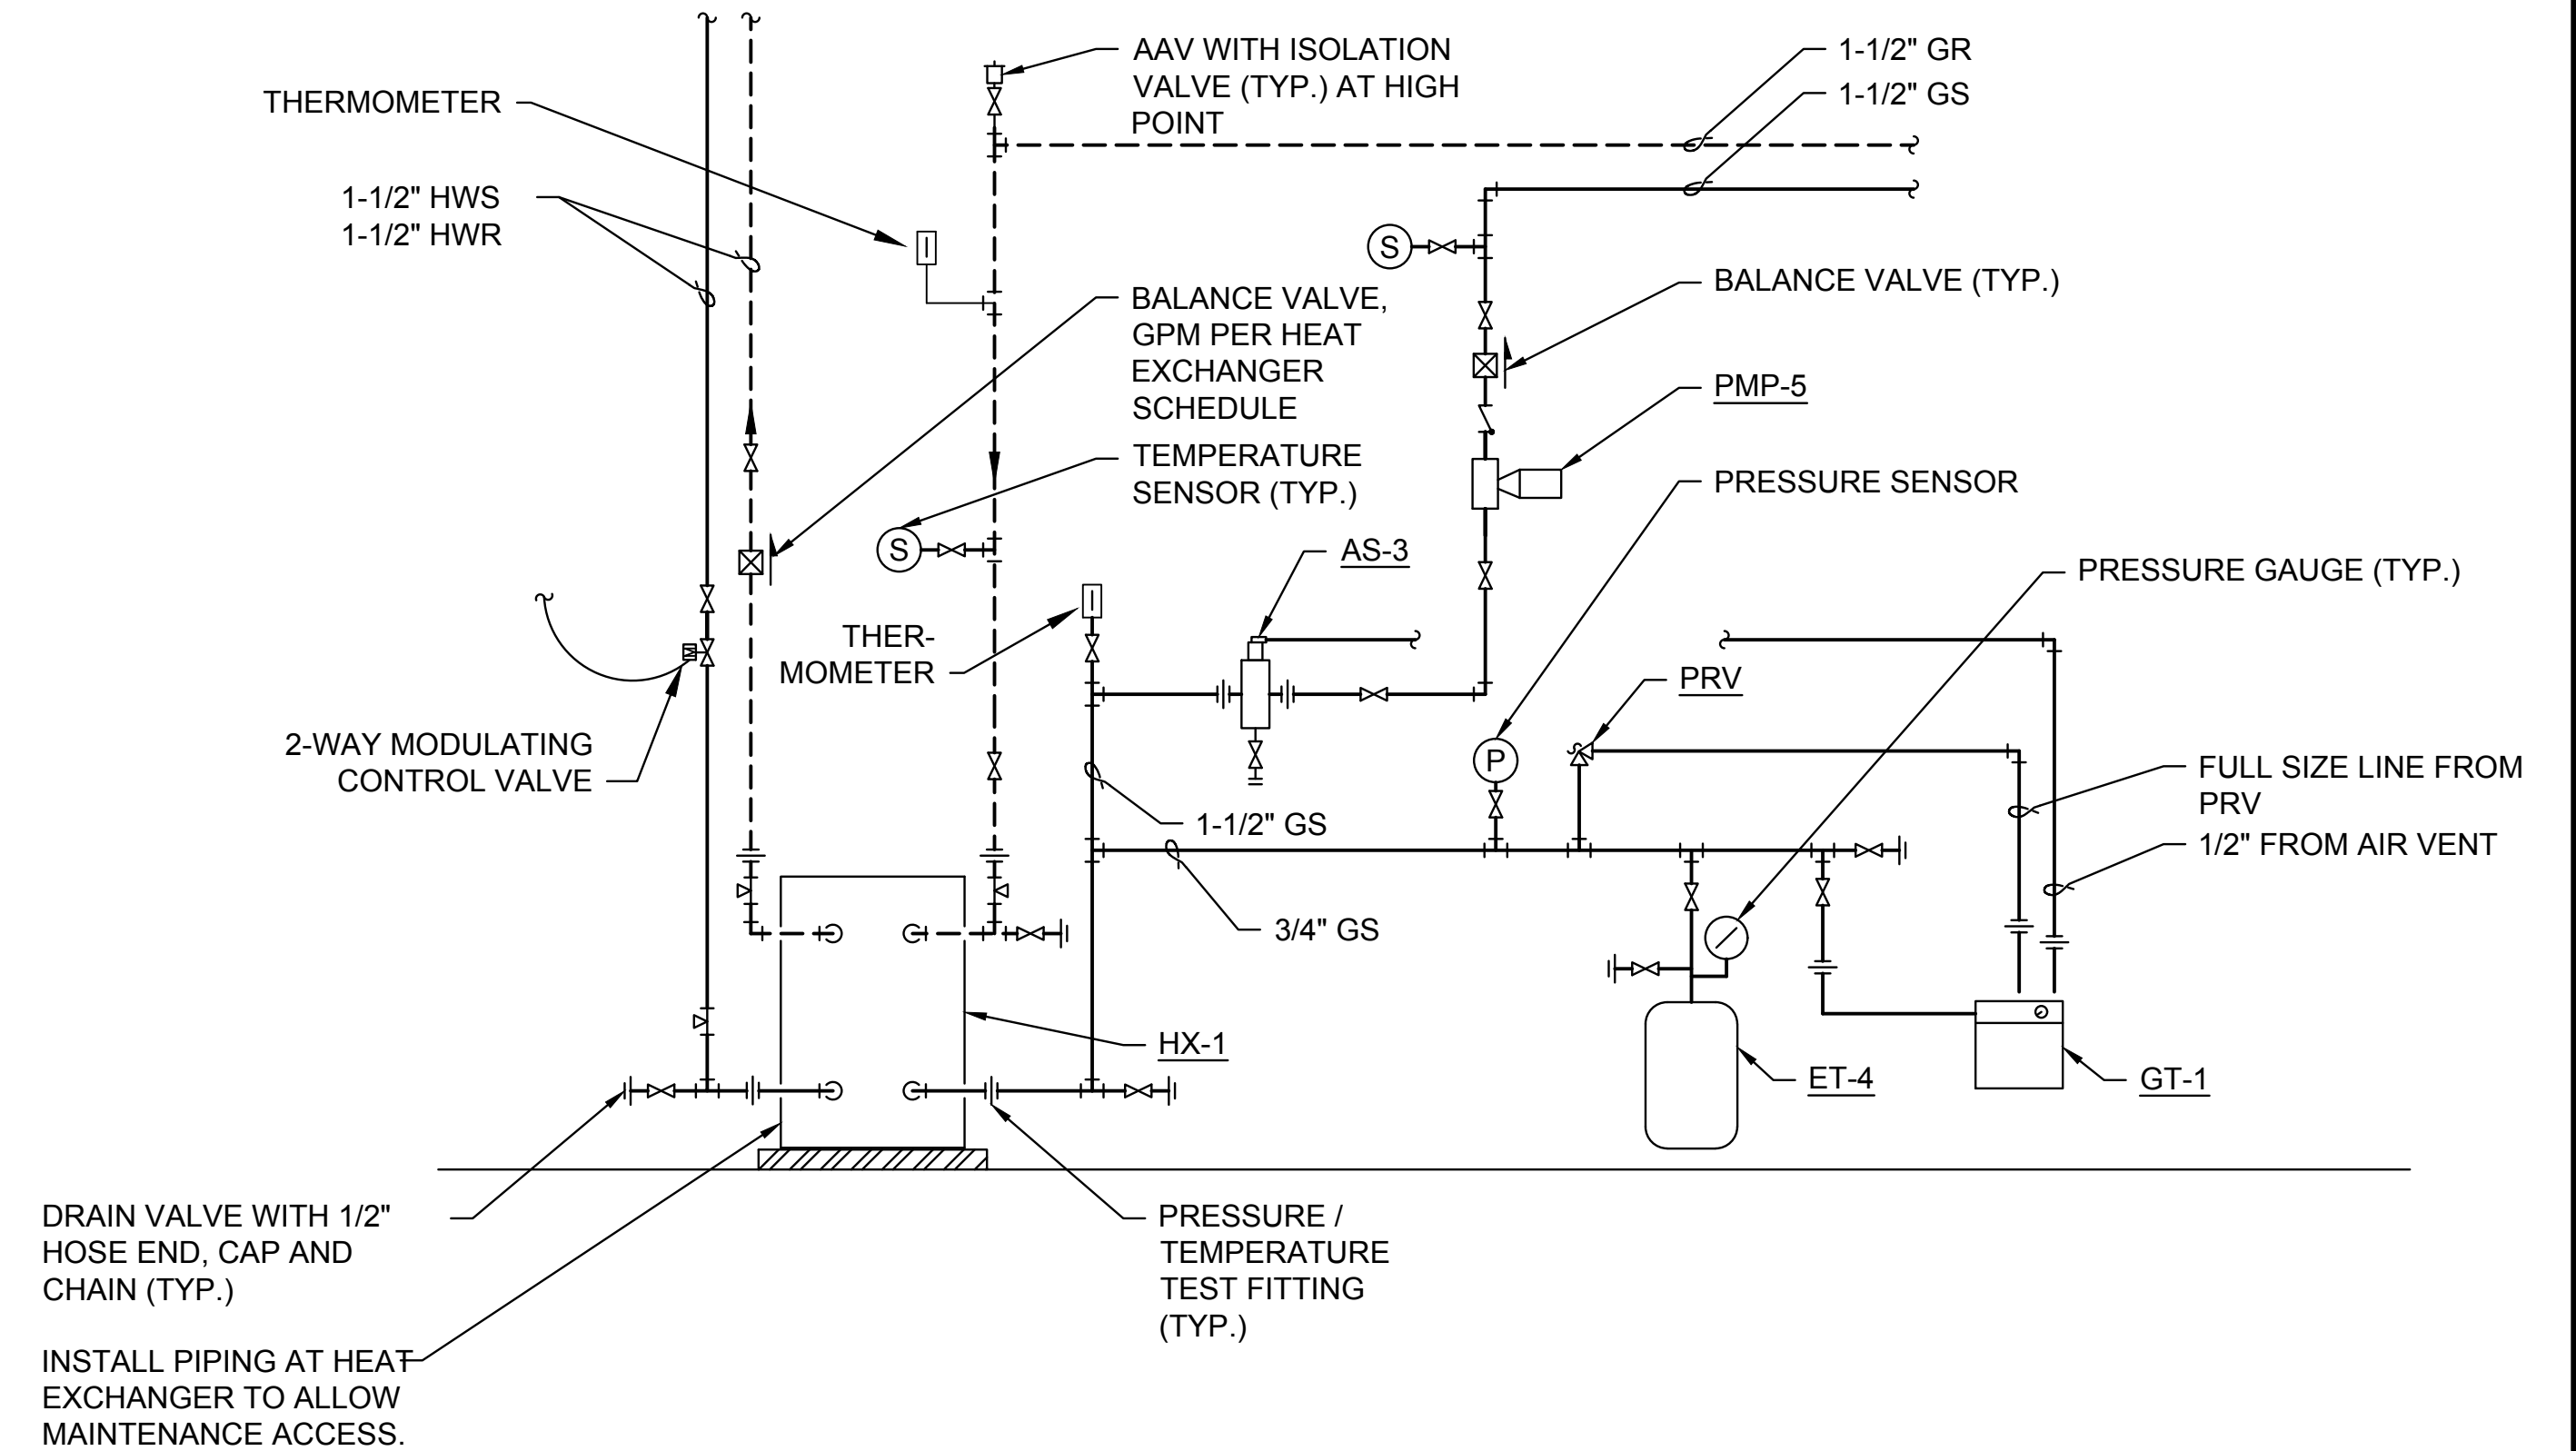 THERMOMETER
1-1/2" HWS
1-1/2" HWR
AAV WITH ISOLATION
VALVE (TYP.) AT HIGH
POINT
1-1/2" GR
1-1/2" GS
S
BALANCE VALVE (TYP.)
BALANCE VALVE,
GPM PER HEAT
EXCHANGER
SCHEDULE
PMP-5
TEMPERATURE
SENSOR (TYP.)
S
PRESSURE SENSOR
AS-3
PRESSURE GAUGE (TYP.)
THER-
MOMETER
PRV
2-WAY MODULATING
CONTROL VALVE
P
1-1/2" GS
FULL SIZE LINE FROM
PRV
1/2" FROM AIR VENT
3/4" GS
HX-1
ET-4
GT-1
DRAIN VALVE WITH 1/2"
HOSE END, CAP AND
CHAIN (TYP.)
PRESSURE /
TEMPERATURE
TEST FITTING
(TYP.)
INSTALL PIPING AT HEAT
EXCHANGER TO ALLOW
MAINTENANCE ACCESS.